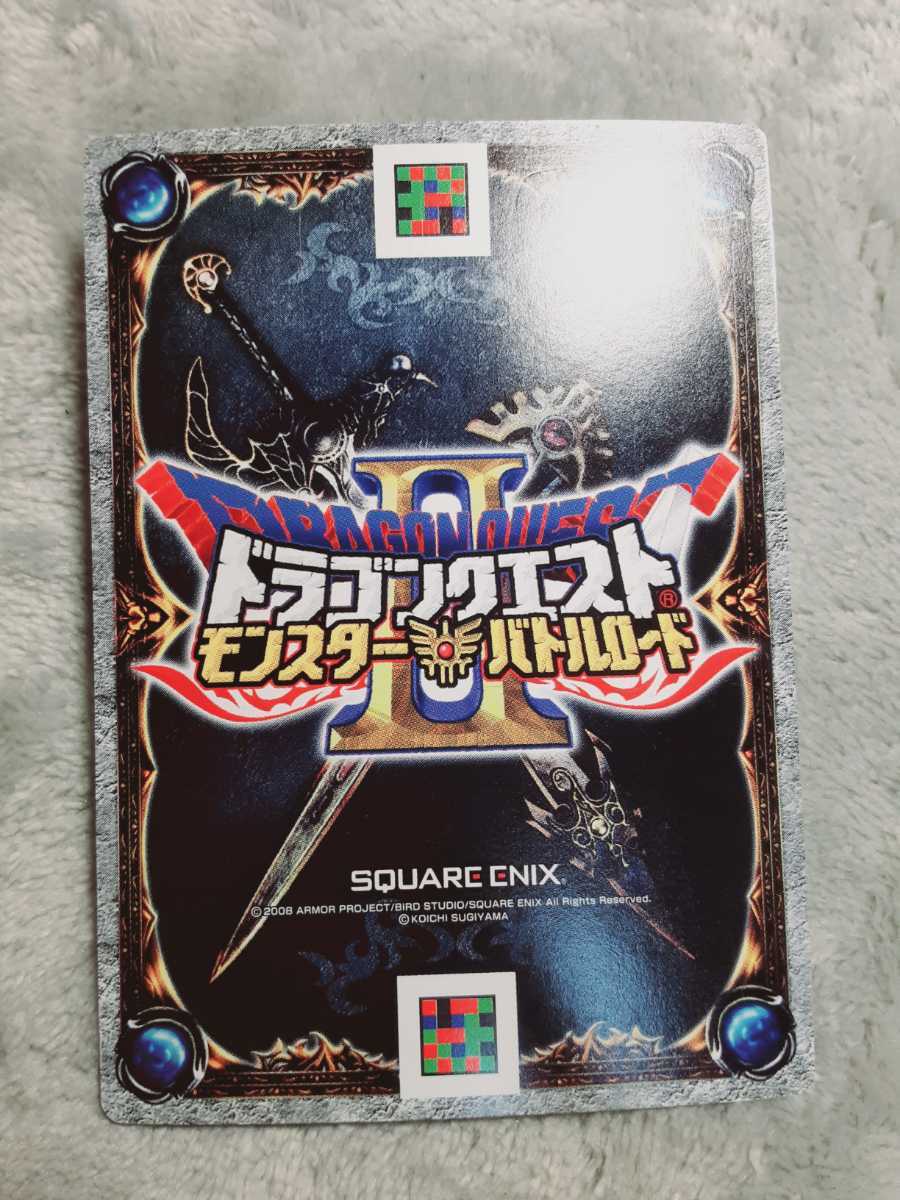 DRAGON QUEST
II
ドラゴンクエスト®
モンスターバトルロード
SQUARE ENIX®
©2008 ARMOR PROJECT/BIRD STUDIO/SQUARE ENIX All Rights Reserved.
©KOICHI SUGIYAMA